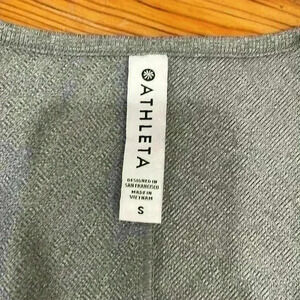 ATHLETA
DESIGNED IN
SAN FRANCISCO
MADE IN
VIETNAM
S